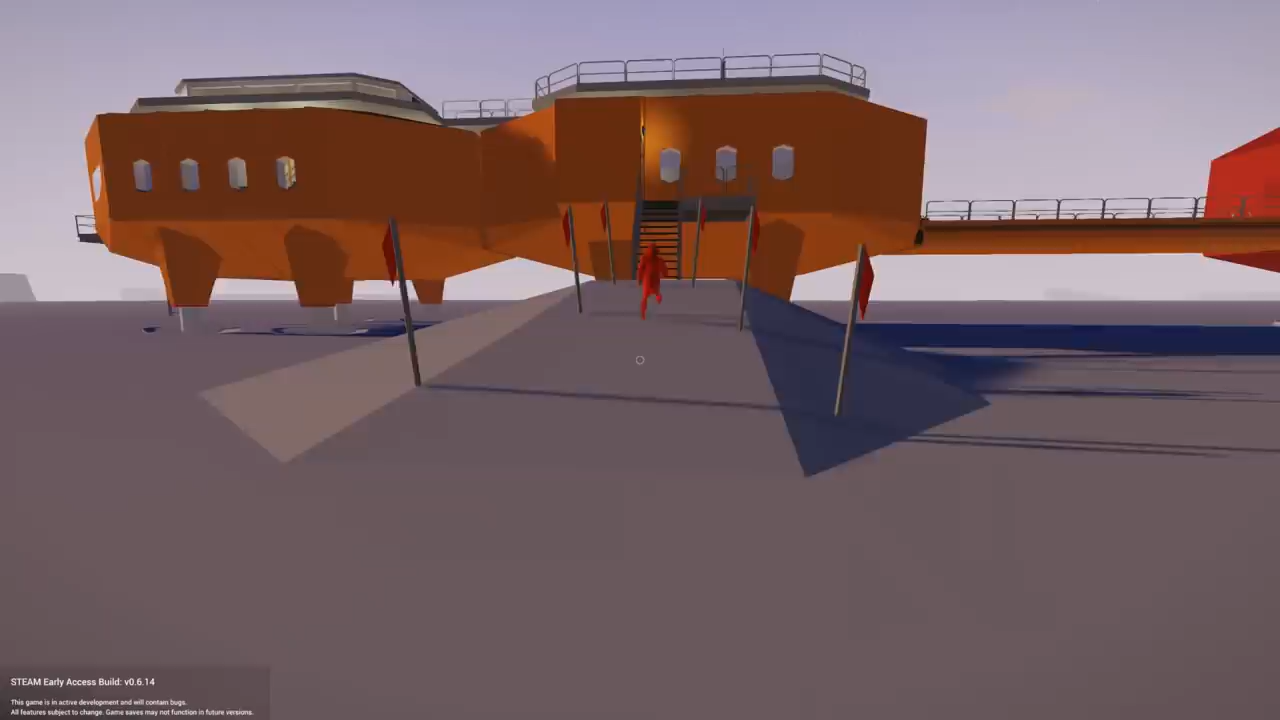 STEAM Early Access Build: v0.6.14
This game is in active development and will contain bugs.
All features subject to change. Game saves may not function in future versions.